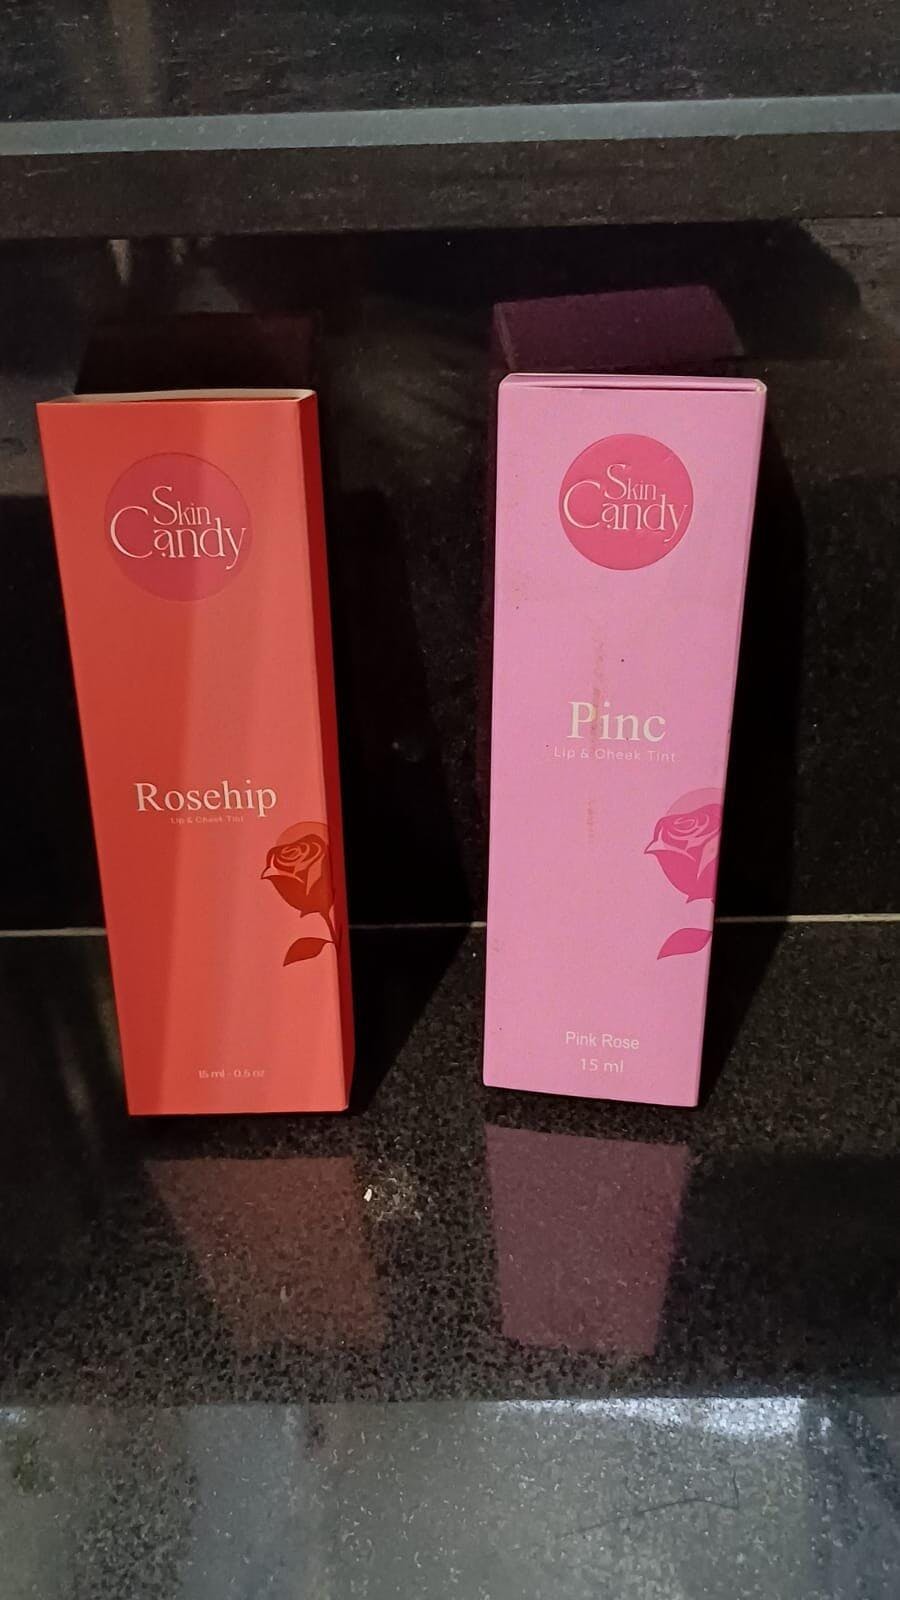 Skin
Candy
Rosehip
Lip & Cheek Tint
15 ml - 0.5 oz
Skin
Candy
Pinc
Lip & Cheek Tint
Pink Rose
15 ml